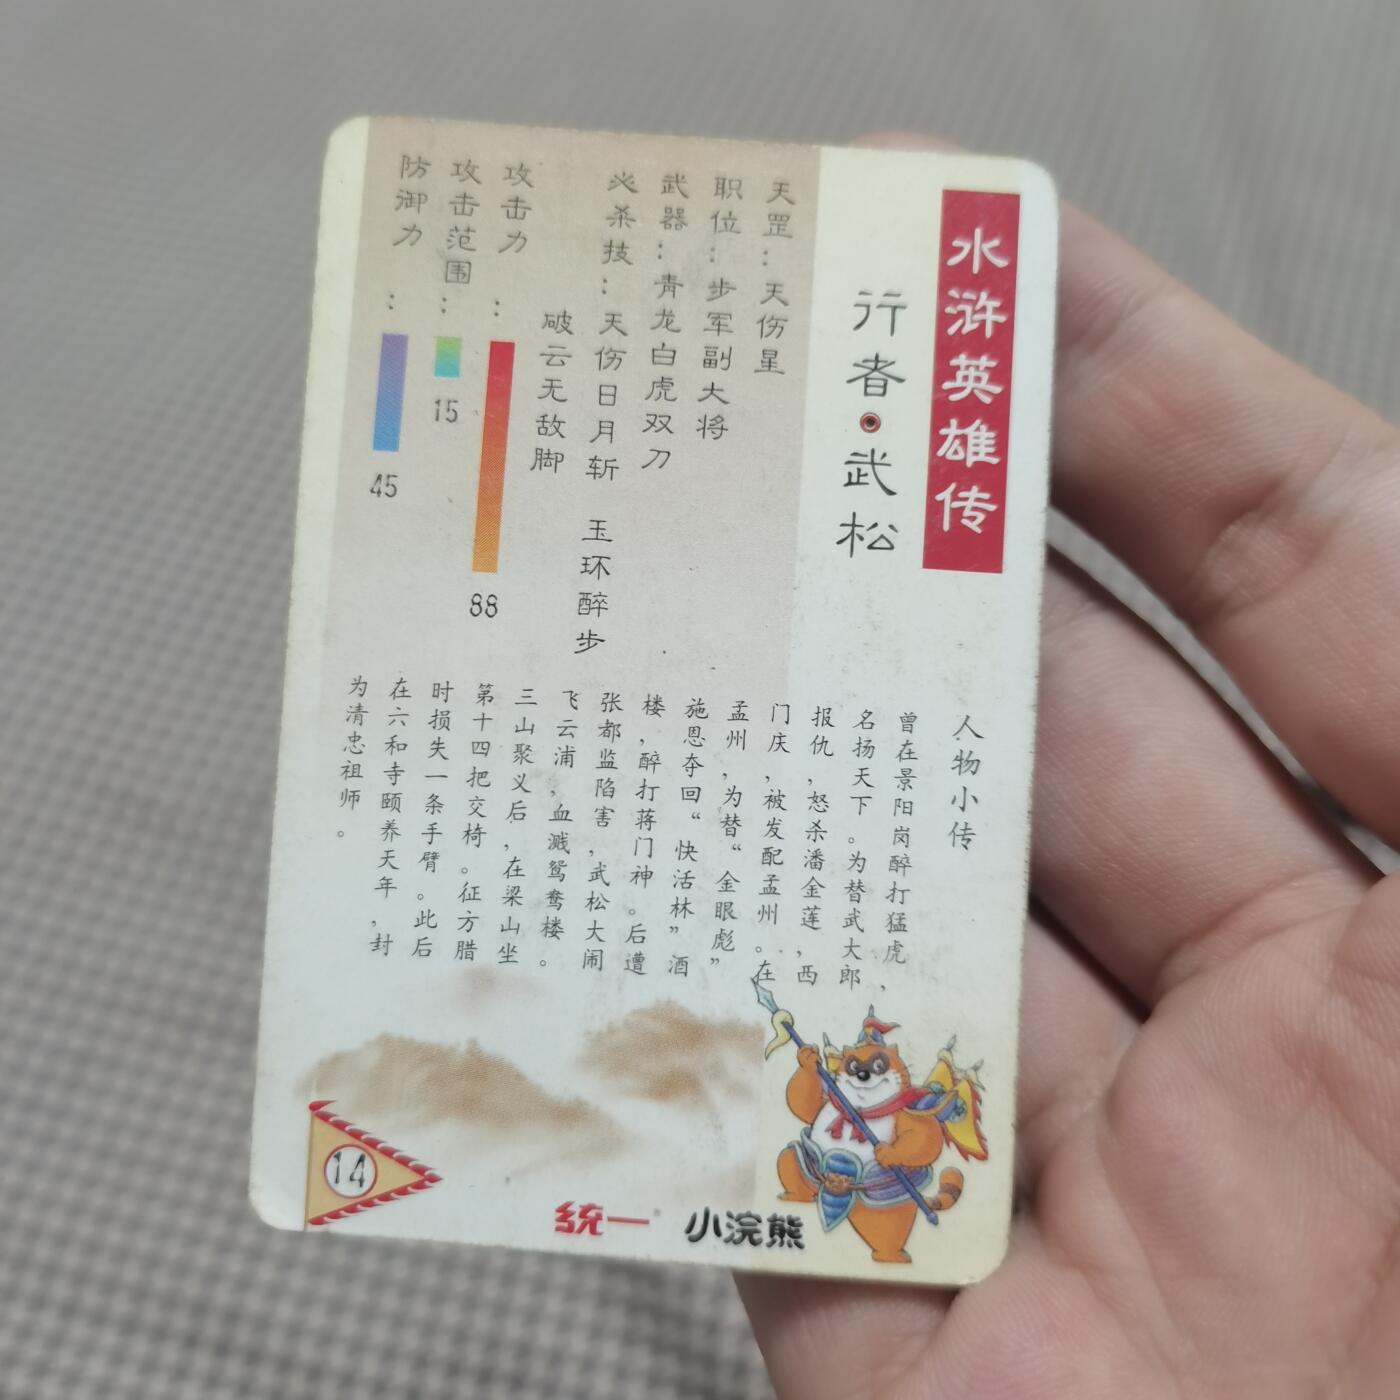 水浒英雄传
行者·武松
天罡：天伤星
职位：步军副大将
武器：青龙白虎双刀
必杀技：天伤日月斩 玉环醉步
破云无敌脚
攻击力：88
攻击范围：15
防御力：45
人物小传
曾在景阳岗醉打猛虎，
名扬天下。为替武大郎
报仇，怒杀潘金莲，西
门庆，被发配孟州。在
孟州，为替“金眼彪”
施恩夺回“快活林”酒
楼，醉打蒋门神。后遭
张都监陷害，武松大闹
飞云浦，血溅鸳鸯楼。
三山聚义后，在梁山坐
第十四把交椅。征方腊
时损失一条手臂。此后
在六和寺颐养天年，封
为清忠祖师。
14
統一 小浣熊